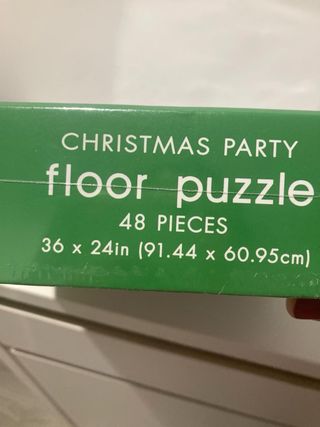 CHRISTMAS PARTY
floor puzzle
48 PIECES
36 x 24in (91.44 x 60.95cm)